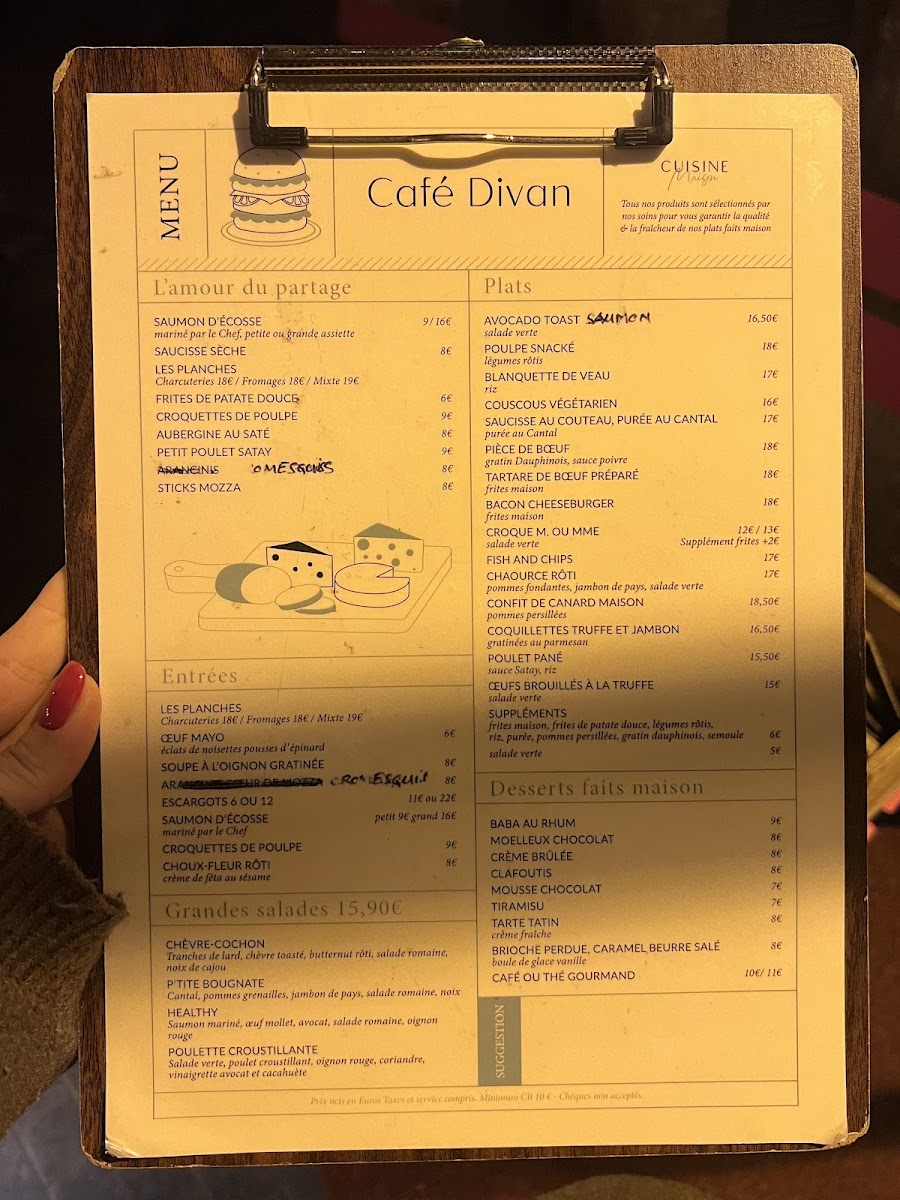 MENU
Café Divan
CUISINE
Maison
Tous nos produits sont sélectionnés par
nos soins pour vous garantir la qualité
& la fraîcheur de nos plats faits maison
L'amour du partage
SAUMON D'ÉCOSSE 9/16€
mariné par le Chef, petite ou grande assiette
SAUCISSE SÈCHE 8€
LES PLANCHES
Charcuteries 18€ / Fromages 18€ / Mixte 19€
FRITES DE PATATE DOUCE 6€
CROQUETTES DE POULPE 9€
AUBERGINE AU SATÉ 8€
PETIT POULET SATAY 9€
ARANCINIS OMESQUIS 8€
STICKS MOZZA 8€
Entrées
LES PLANCHES
Charcuteries 18€ / Fromages 18€ / Mixte 19€
ŒUF MAYO 6€
éclats de noisettes pousses d'épinard
SOUPE À L'OIGNON GRATINÉE 8€
CROMESQUIS 8€
ESCARGOTS 6 OU 12 11€ ou 22€
SAUMON D'ÉCOSSE petit 9€ grand 16€
mariné par le Chef
CROQUETTES DE POULPE 9€
CHOUX-FLEUR RÔTI 8€
crème de féta au sésame
Grandes salades 15,90€
CHÈVRE-COCHON
Tranches de lard, chèvre toasté, butternut rôti, salade romaine,
noix de cajou
P'TITE BOUGNATE
Cantal, pommes grenailles, jambon de pays, salade romaine, noix
HEALTHY
Saumon mariné, œuf mollet, avocat, salade romaine, oignon
rouge
POULETTE CROUSTILLANTE
Salade verte, poulet croustillant, oignon rouge, coriandre,
vinaigrette avocat et cacahuète
Plats
AVOCADO TOAST SAUMON 16,50€
salade verte
POULPE SNACKÉ 18€
légumes rôtis
BLANQUETTE DE VEAU 17€
riz
COUSCOUS VÉGÉTARIEN 16€
SAUCISSE AU COUTEAU, PURÉE AU CANTAL 17€
purée au Cantal
PIÈCE DE BŒUF 18€
gratin Dauphinois, sauce poivre
TARTARE DE BŒUF PRÉPARÉ 18€
frites maison
BACON CHEESEBURGER 18€
frites maison
CROQUE M. OU MME 12€ / 13€
salade verte Supplément frites +2€
FISH AND CHIPS 17€
CHAOURCE RÔTI 17€
pommes fondantes, jambon de pays, salade verte
CONFIT DE CANARD MAISON 18,50€
pommes persillées
COQUILLETTES TRUFFE ET JAMBON 16,50€
gratinées au parmesan
POULET PANÉ 15,50€
sauce Satay, riz
ŒUFS BROUILLÉS À LA TRUFFE 15€
salade verte
SUPPLÉMENTS
frites maison, frites de patate douce, légumes rôtis,
riz, purée, pommes persillées, gratin dauphinois, semoule 6€
salade verte 5€
Desserts faits maison
BABA AU RHUM 9€
MOELLEUX CHOCOLAT 8€
CRÈME BRÛLÉE 8€
CLAFOUTIS 8€
MOUSSE CHOCOLAT 7€
TIRAMISU 7€
TARTE TATIN 8€
crème fraîche
BRIOCHE PERDUE, CARAMEL BEURRE SALÉ 8€
boule de glace vanille
CAFÉ OU THÉ GOURMAND 10€/ 11€
SUGGESTION
Prix nets en Euros Taxes et service compris. Minimum CB 10 € - Chèques non acceptés.